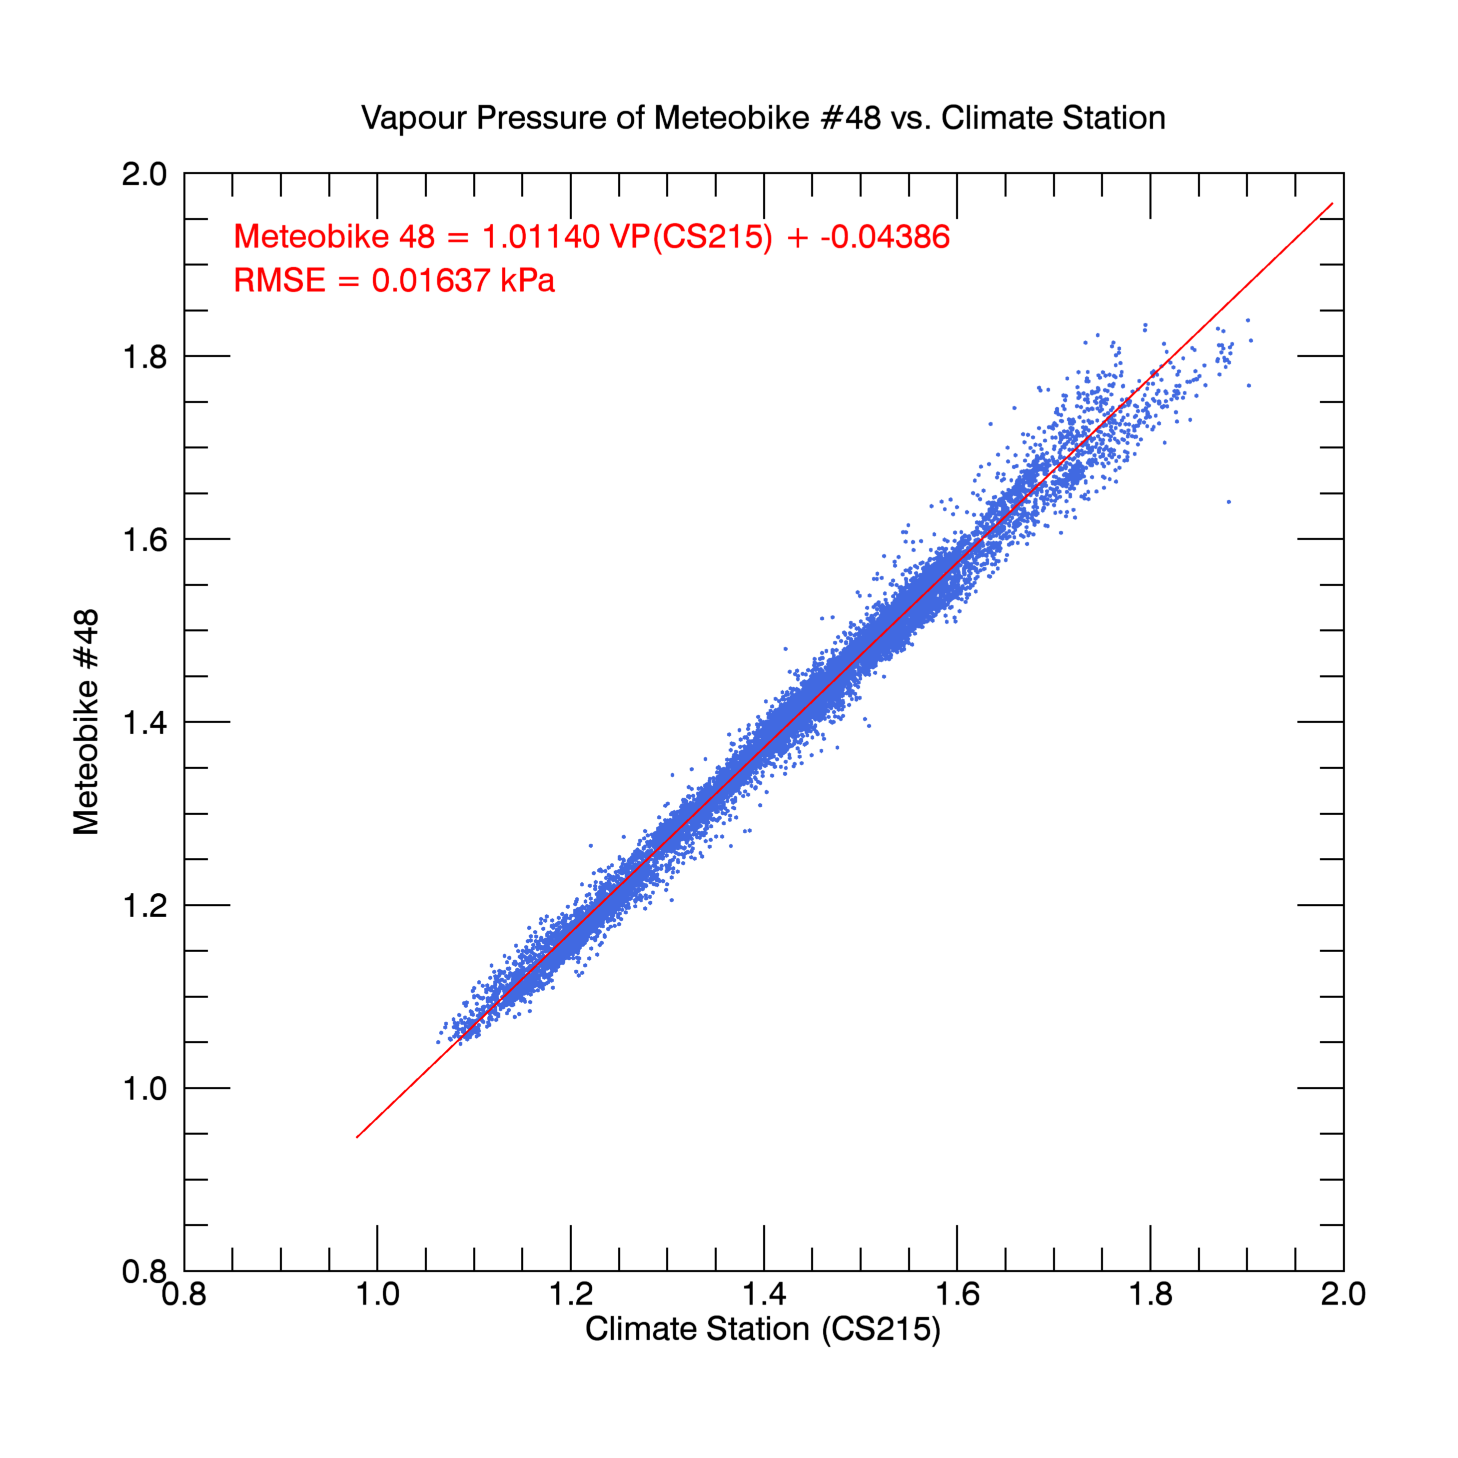 Vapour Pressure of Meteobike #48 vs. Climate Station
2.0
Meteobike 48 = 1.01140 VP(CS215) + -0.04386
RMSE = 0.01637 kPa
1.8
1.6
Meteobike #48
1.4
1.2
1.0
0.8
0.8 1.0 1.2 1.4 1.6 1.8 2.0
Climate Station (CS215)